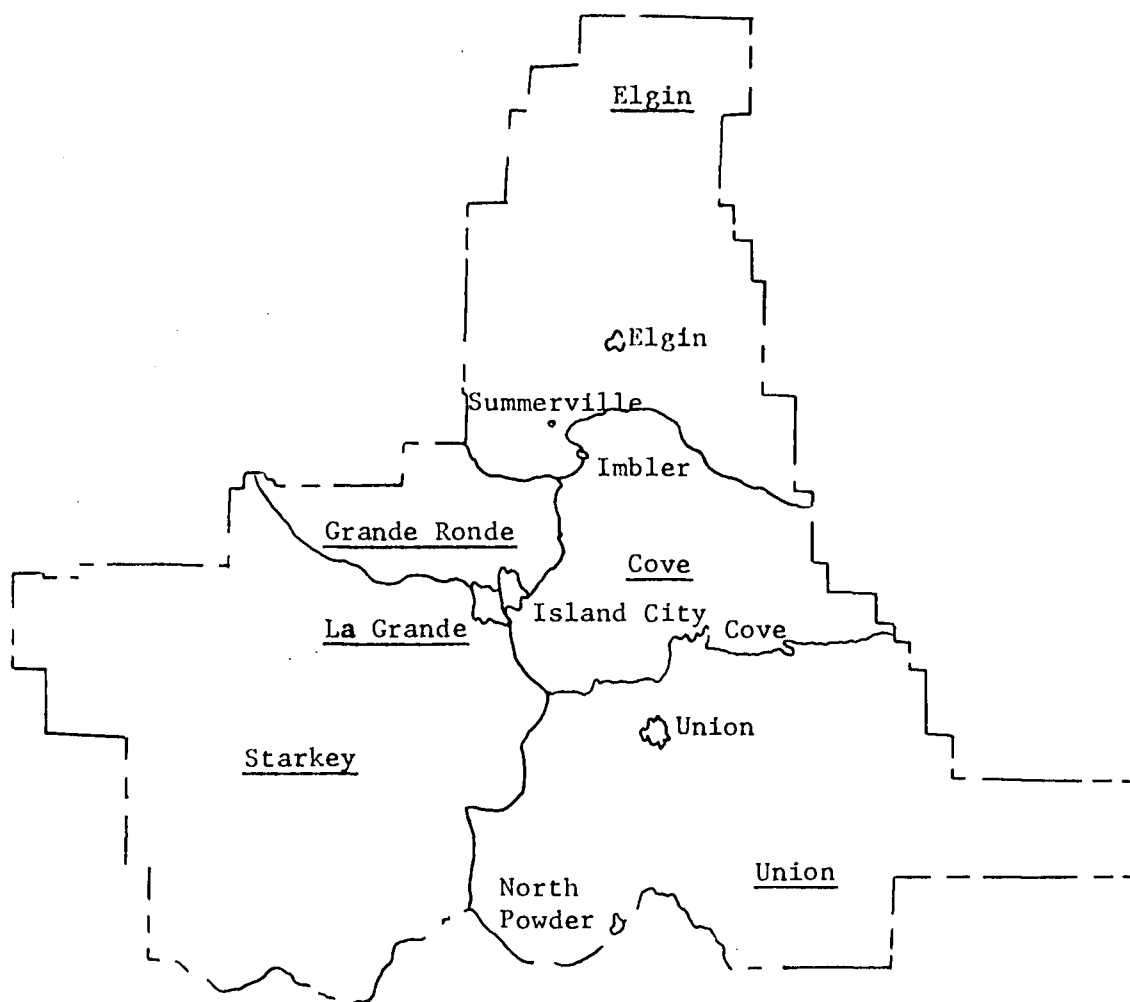 Elgin
Elgin
Summerville
Imbler
Grande Ronde
Cove
Island City
La Grande
Cove
Union
Starkey
Union
North
Powder